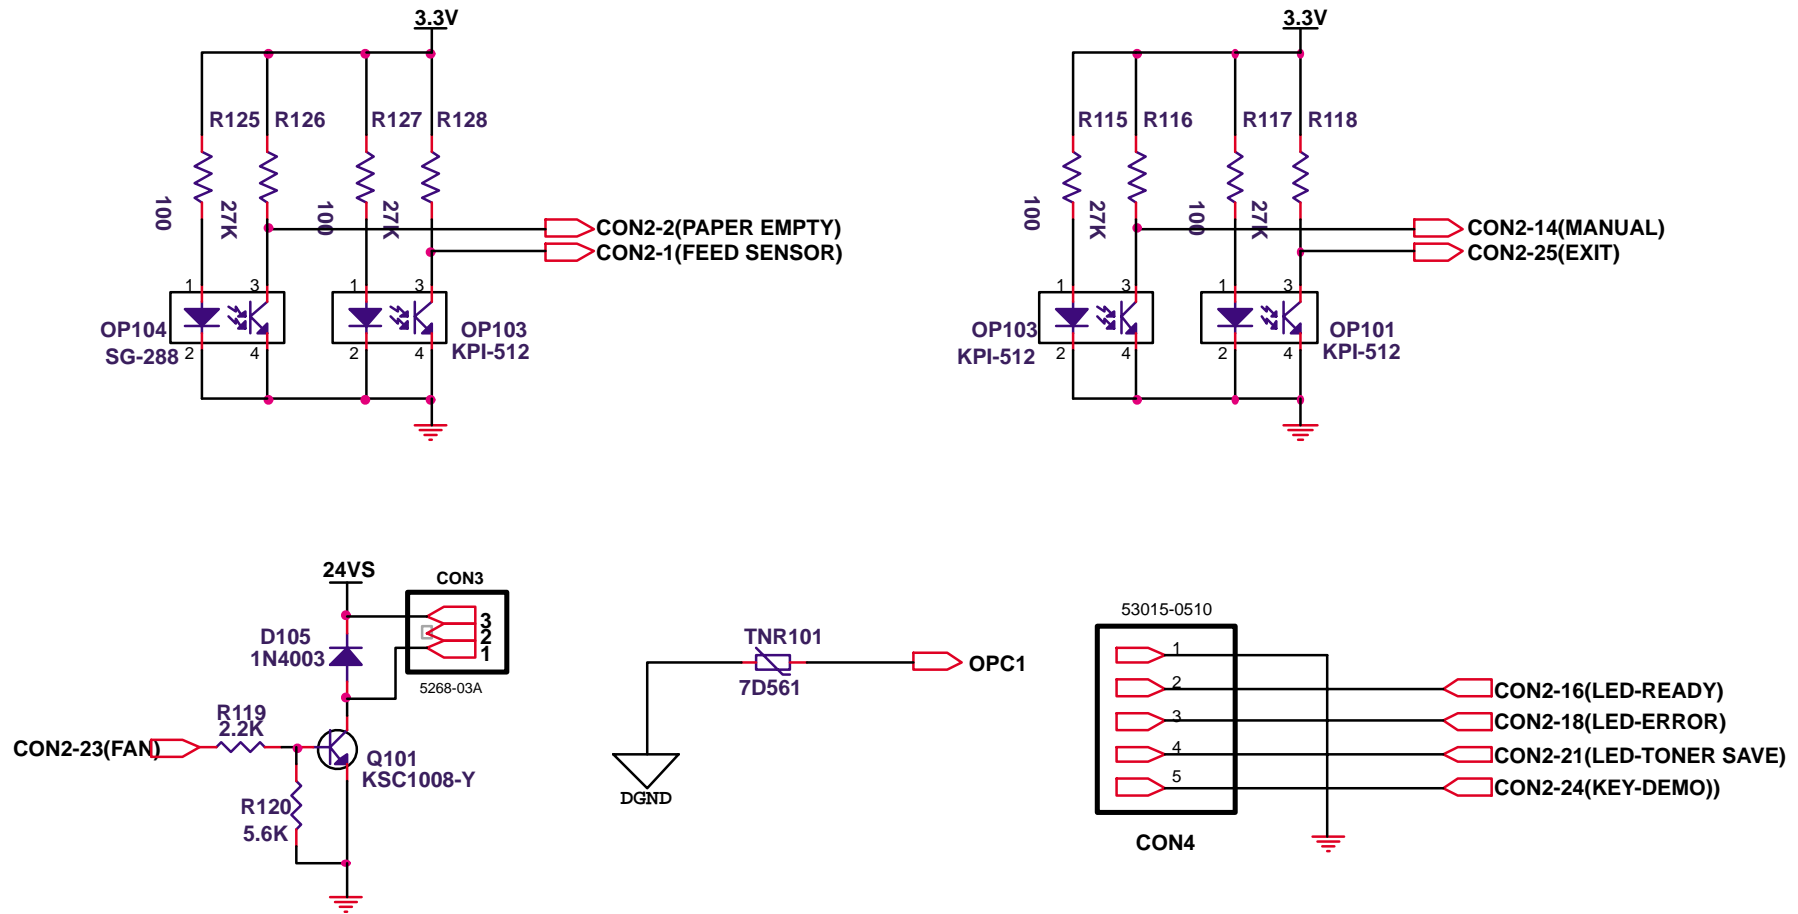 3.3V
3.3V
R125 R126 R127 R128
R115 R116 R117 R118
100 27K 100 27K
100 27K 100 27K
CON2-2(PAPER EMPTY)
CON2-1(FEED SENSOR)
CON2-14(MANUAL)
CON2-25(EXIT)
1 3 1 3
1 3 1 3
OP104
SG-288
OP103
KPI-512
2 4 2 4
OP103
KPI-512
OP101
KPI-512
2 4 2 4
24VS
CON3
3
2
1
5268-03A
D105
1N4003
R119
2.2K
CON2-23(FAN)
Q101
KSC1008-Y
R120
5.6K
TNR101
7D561
OPC1
DGND
53015-0510
1
2
3
4
5
CON2-16(LED-READY)
CON2-18(LED-ERROR)
CON2-21(LED-TONER SAVE)
CON2-24(KEY-DEMO))
CON4